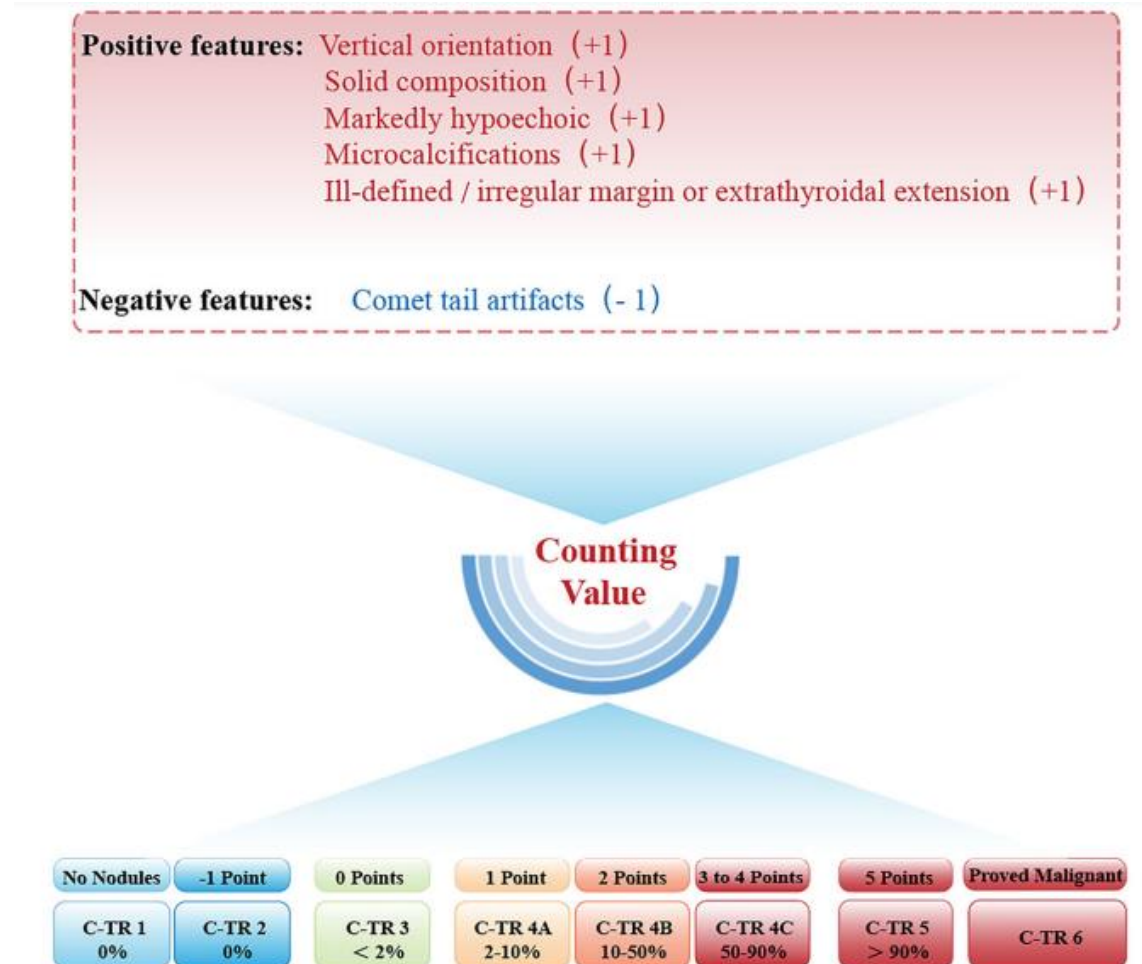 Positive features: Vertical orientation (+1)
Solid composition (+1)
Markedly hypoechoic (+1)
Microcalcifications (+1)
Ill-defined / irregular margin or extrathyroidal extension (+1)
Negative features: Comet tail artifacts (- 1)
Counting
Value
No Nodules -1 Point 0 Points 1 Point 2 Points 3 to 4 Points 5 Points Proved Malignant
C-TR 1 C-TR 2 C-TR 3 C-TR 4A C-TR 4B C-TR 4C C-TR 5 C-TR 6
0% 0% < 2% 2-10% 10-50% 50-90% > 90%